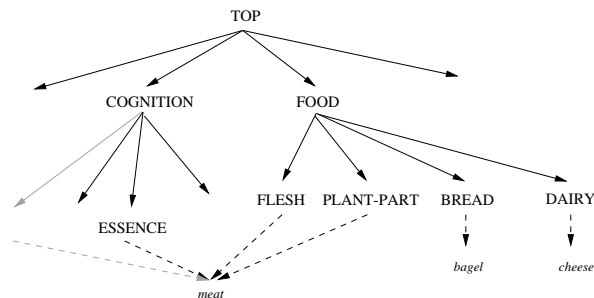 TOP
COGNITION FOOD
FLESH PLANT-PART BREAD DAIRY
ESSENCE
bagel cheese
meat